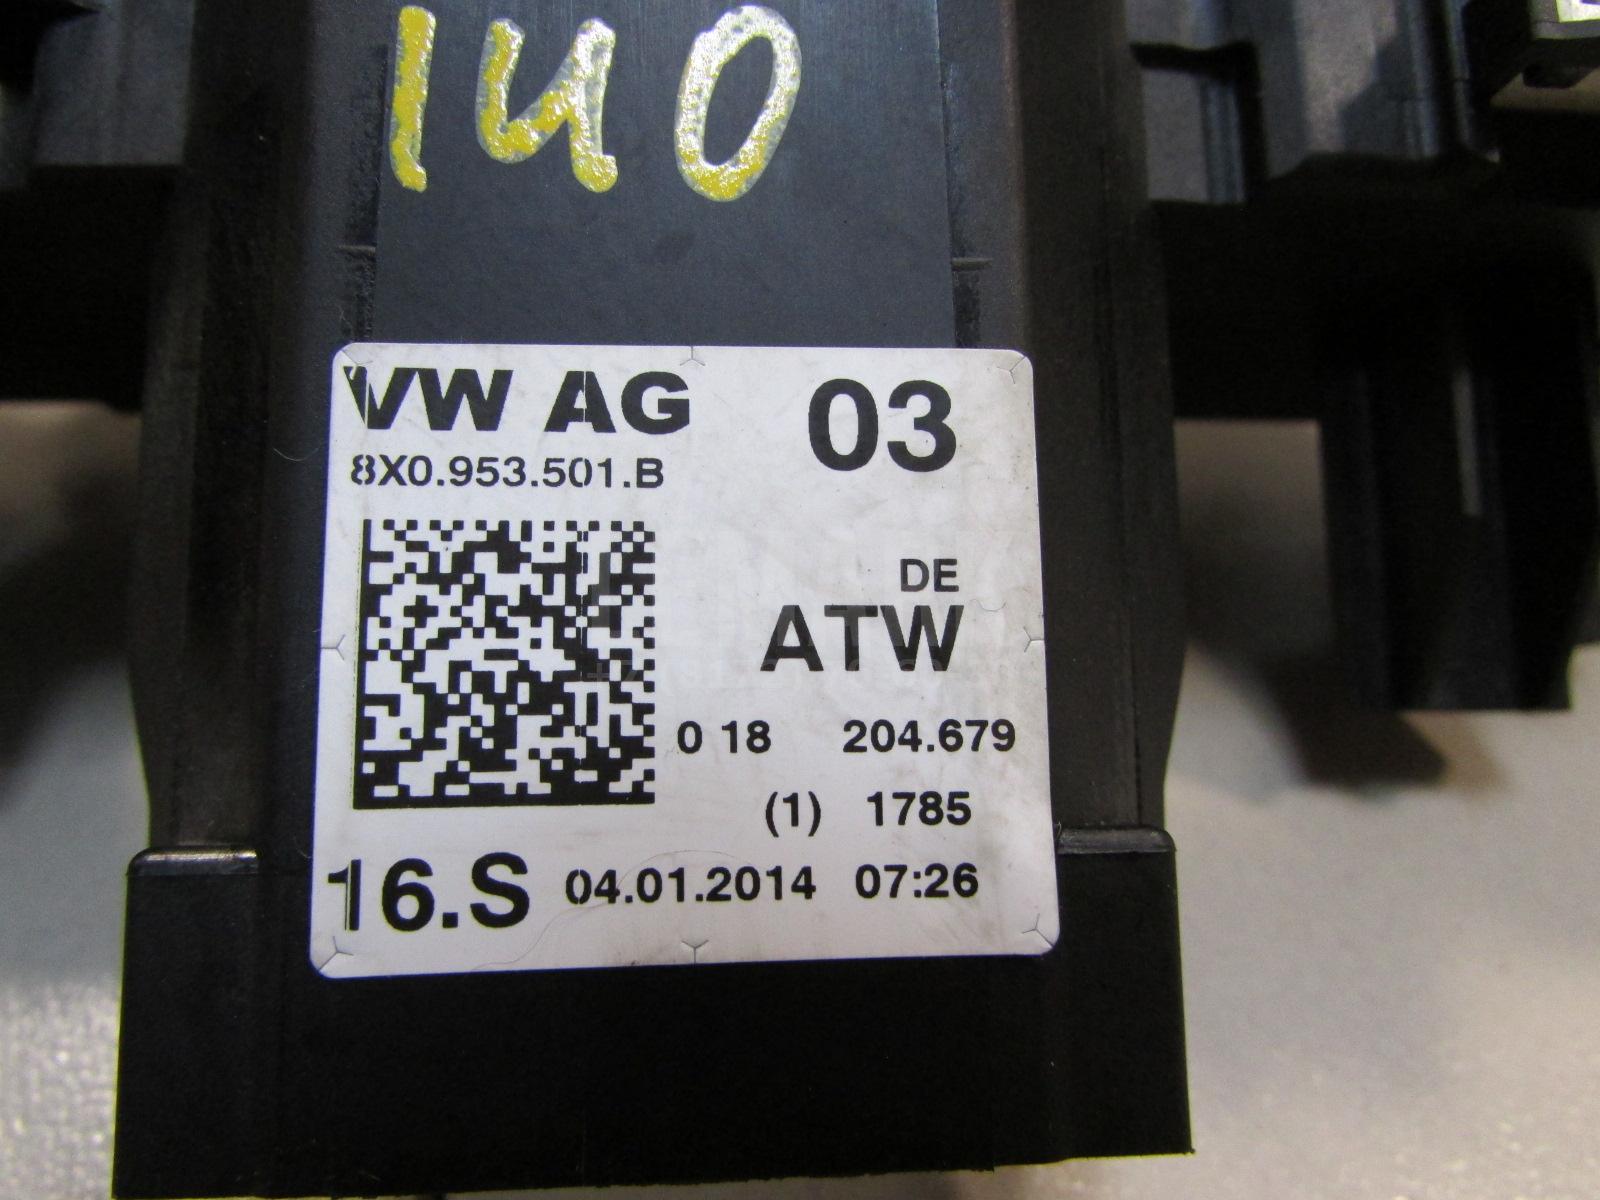 140
VW AG 03
8X0.953.501.B
DE
ATW
0 18 204.679
(1) 1785
16.S 04.01.2014 07:26